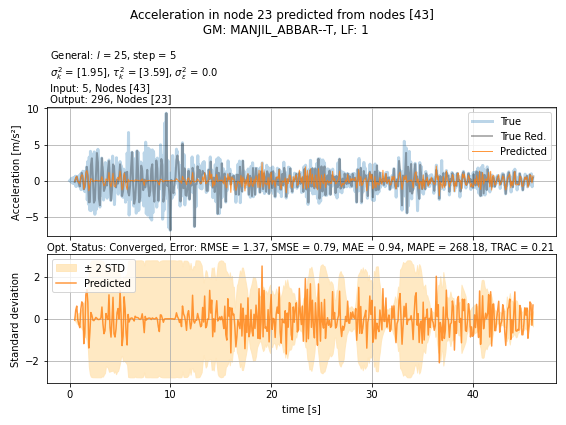 Acceleration in node 23 predicted from nodes [43]
GM: MANJIL_ABBAR--T, LF: 1
General: l = 25, step = 5
σ²_k = [1.95], τ²_k = [3.59], σ²_ε = 0.0
Input: 5, Nodes [43]
Output: 296, Nodes [23]
10
5
0
−5
Acceleration [m/s²]
True
True Red.
Predicted
Opt. Status: Converged, Error: RMSE = 1.37, SMSE = 0.79, MAE = 0.94, MAPE = 268.18, TRAC = 0.21
2
0
−2
Standard deviation
± 2 STD
Predicted
0 10 20 30 40
time [s]